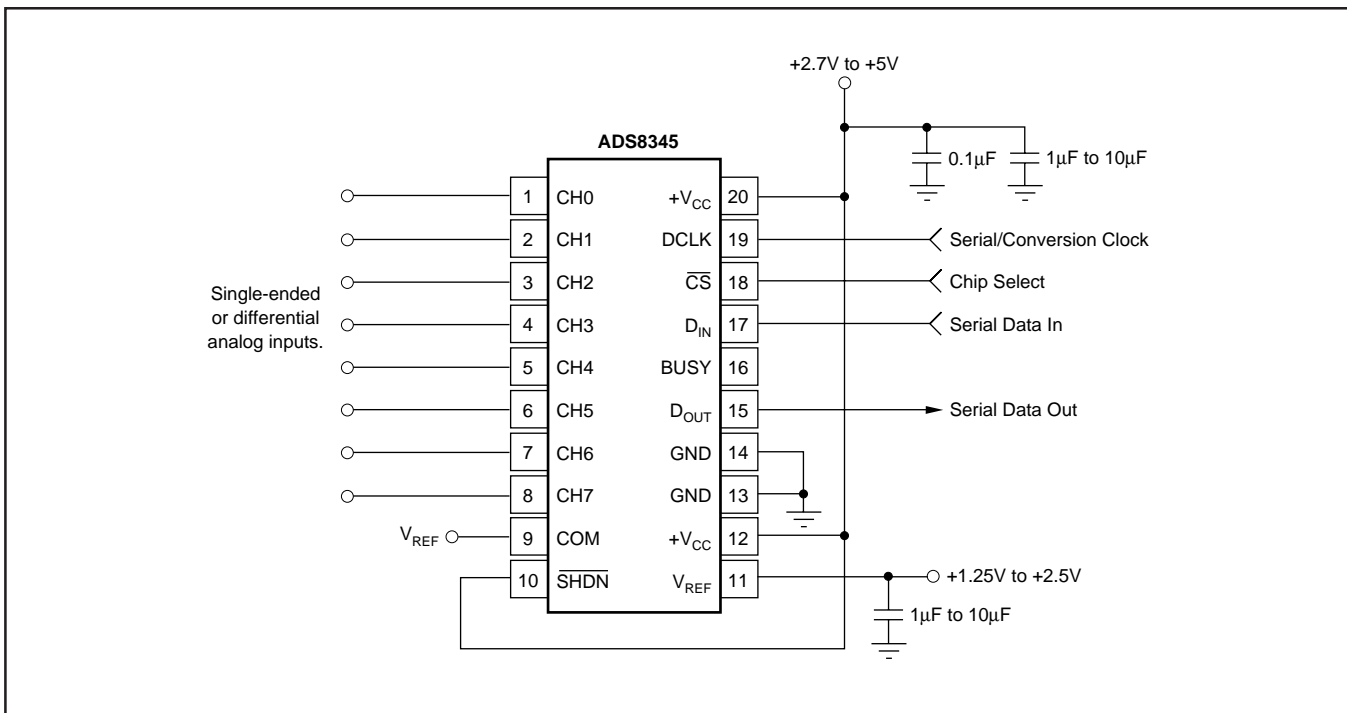 +2.7V to +5V
ADS8345
0.1μF
1μF to 10μF
1 CH0 +VCC 20
2 CH1 DCLK 19 Serial/Conversion Clock
3 CH2 CS 18 Chip Select
Single-ended
or differential
analog inputs.
4 CH3 DIN 17 Serial Data In
5 CH4 BUSY 16
6 CH5 DOUT 15 Serial Data Out
7 CH6 GND 14
8 CH7 GND 13
VREF 9 COM +VCC 12
10 SHDN VREF 11 +1.25V to +2.5V
1μF to 10μF